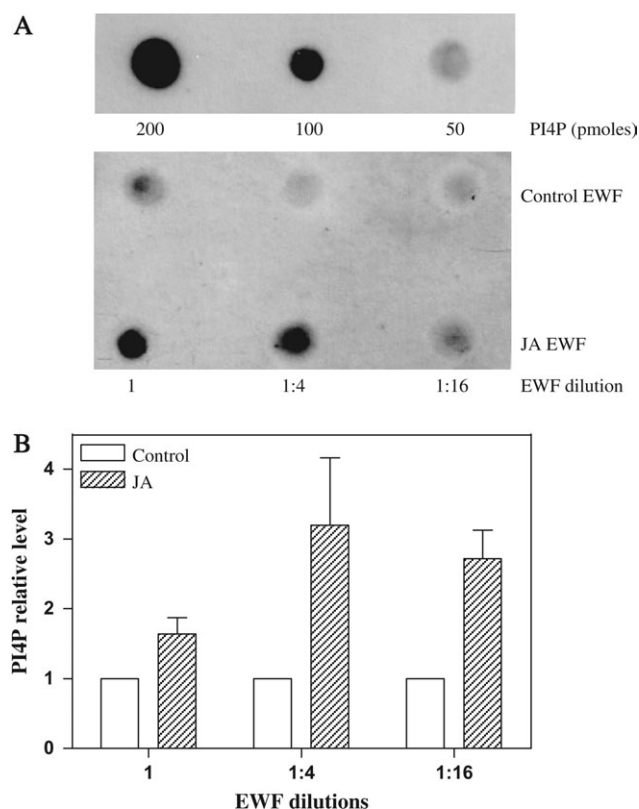 A
200 100 50 PI4P (pmoles)
Control EWF
JA EWF
1 1:4 1:16 EWF dilution
B
Control
JA
4
3
2
1
0
PI4P relative level
1 1:4 1:16
EWF dilutions